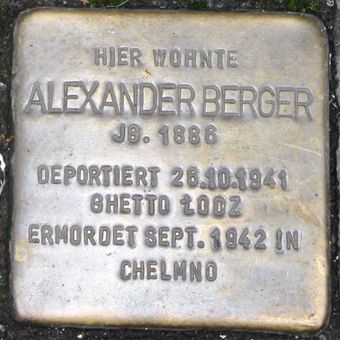 HIER WOHNTE
ALEXANDER BERGER
JG. 1886
DEPORTIERT 26.10.1941
GHETTO ŁODZ
ERMORDET SEPT. 1942 IN
CHELMNO